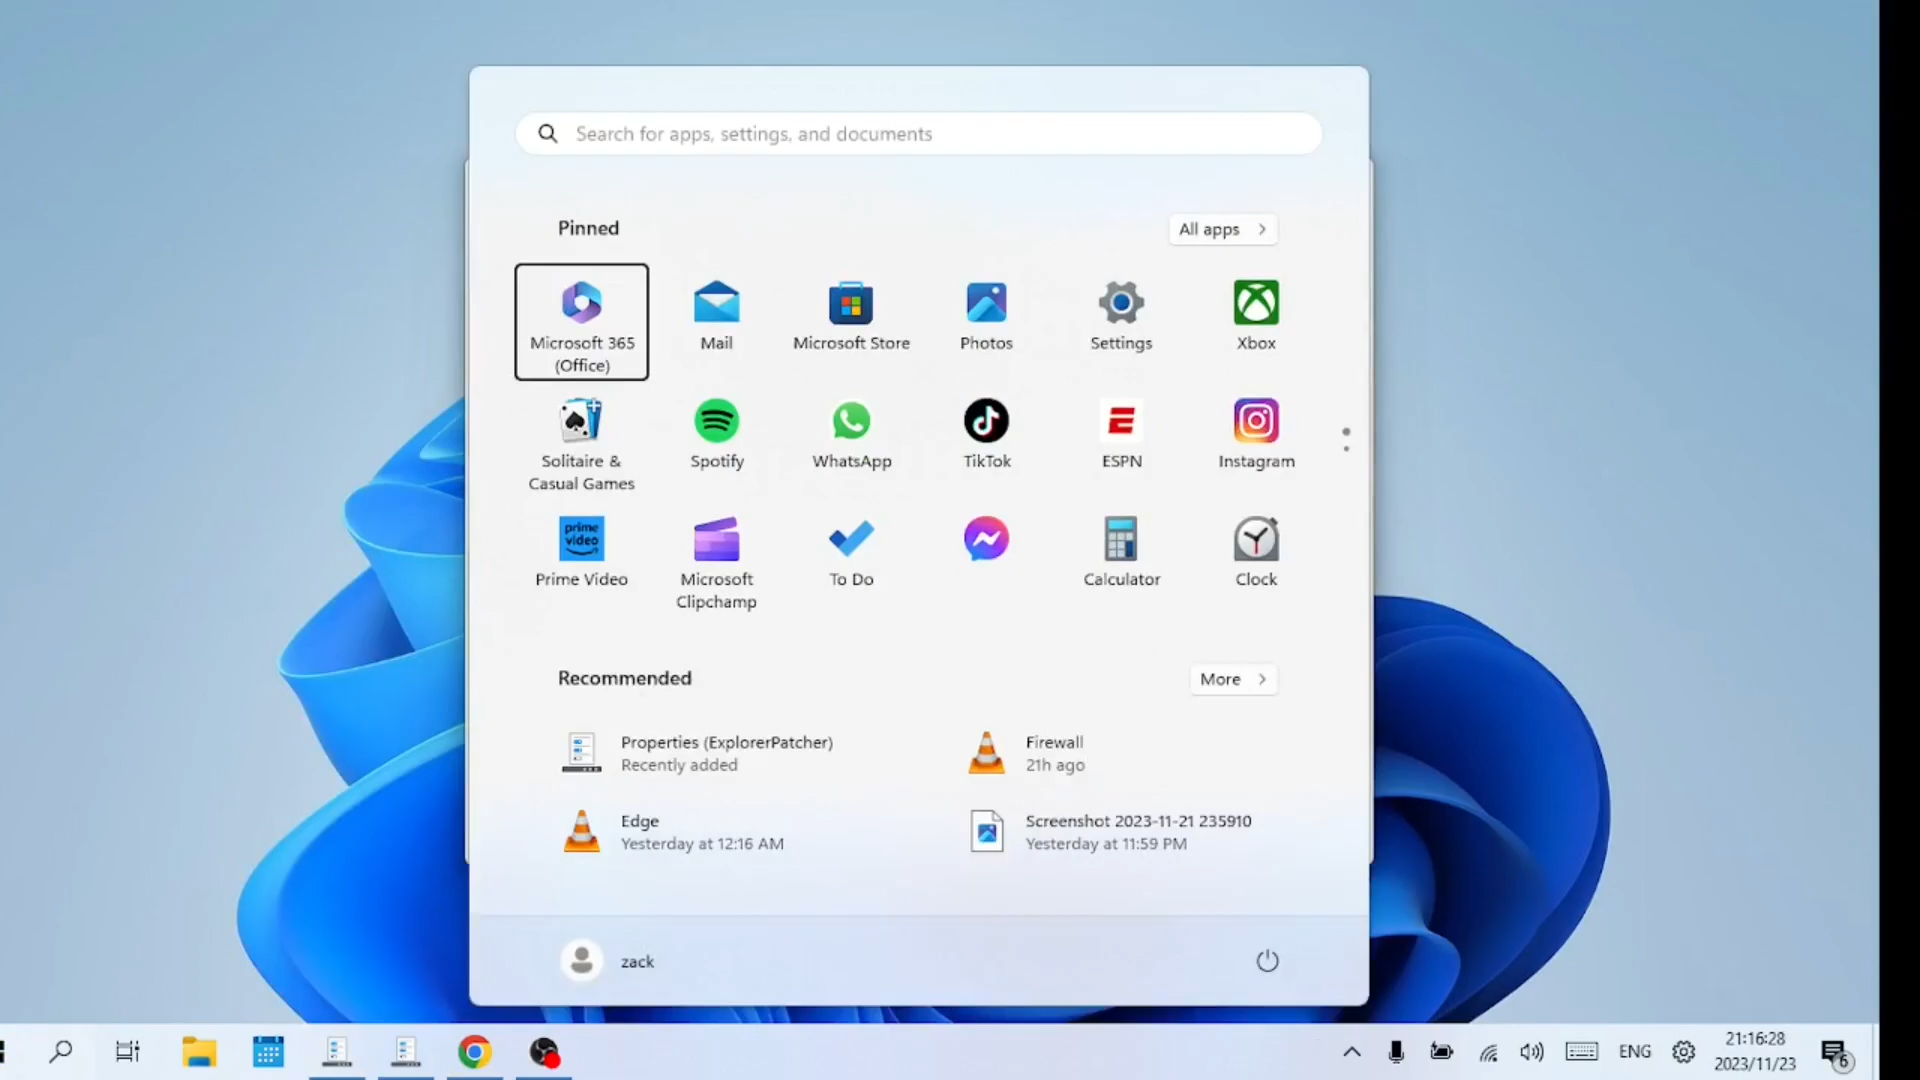 Search for apps, settings, and documents
Pinned
All apps
Microsoft 365
(Office)
Mail
Microsoft Store
Photos
Settings
Xbox
Solitaire &
Casual Games
Spotify
WhatsApp
TikTok
ESPN
Instagram
prime
video
Prime Video
Microsoft
Clipchamp
To Do
Calculator
Clock
Recommended
More
Properties (ExplorerPatcher)
Recently added
Firewall
21h ago
Edge
Yesterday at 12:16 AM
Screenshot 2023-11-21 235910
Yesterday at 11:59 PM
zack
ENG
21:16:28
2023/11/23
6